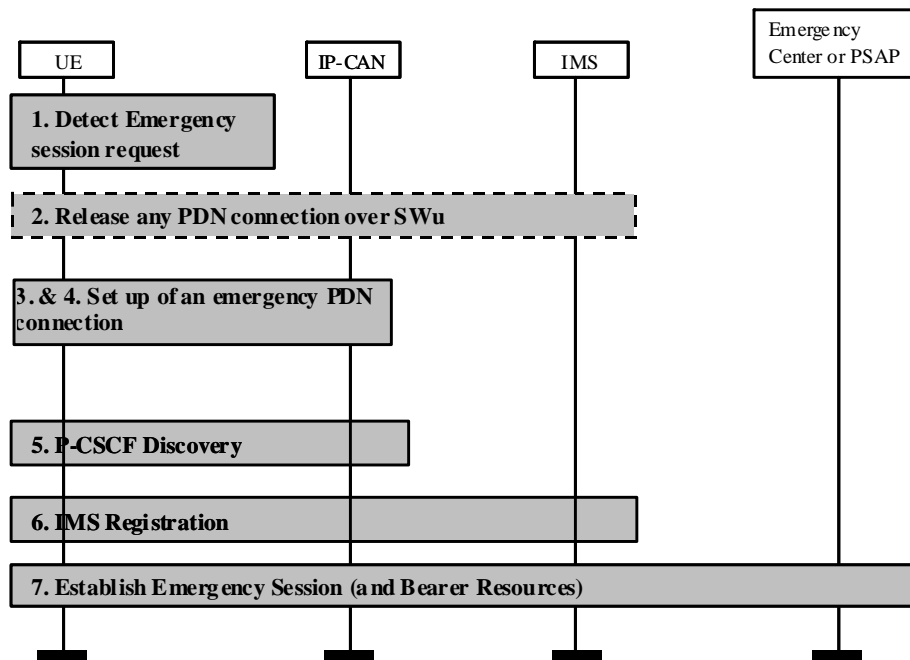 UE
IP-CAN
IMS
Emergency
Center or PSAP
1. Detect Emergency
session request
2. Release any PDN connection over SWu
3. & 4. Set up of an emergency PDN
connection
5. P-CSCF Discovery
6. IMS Registration
7. Establish Emergency Session (and Bearer Resources)